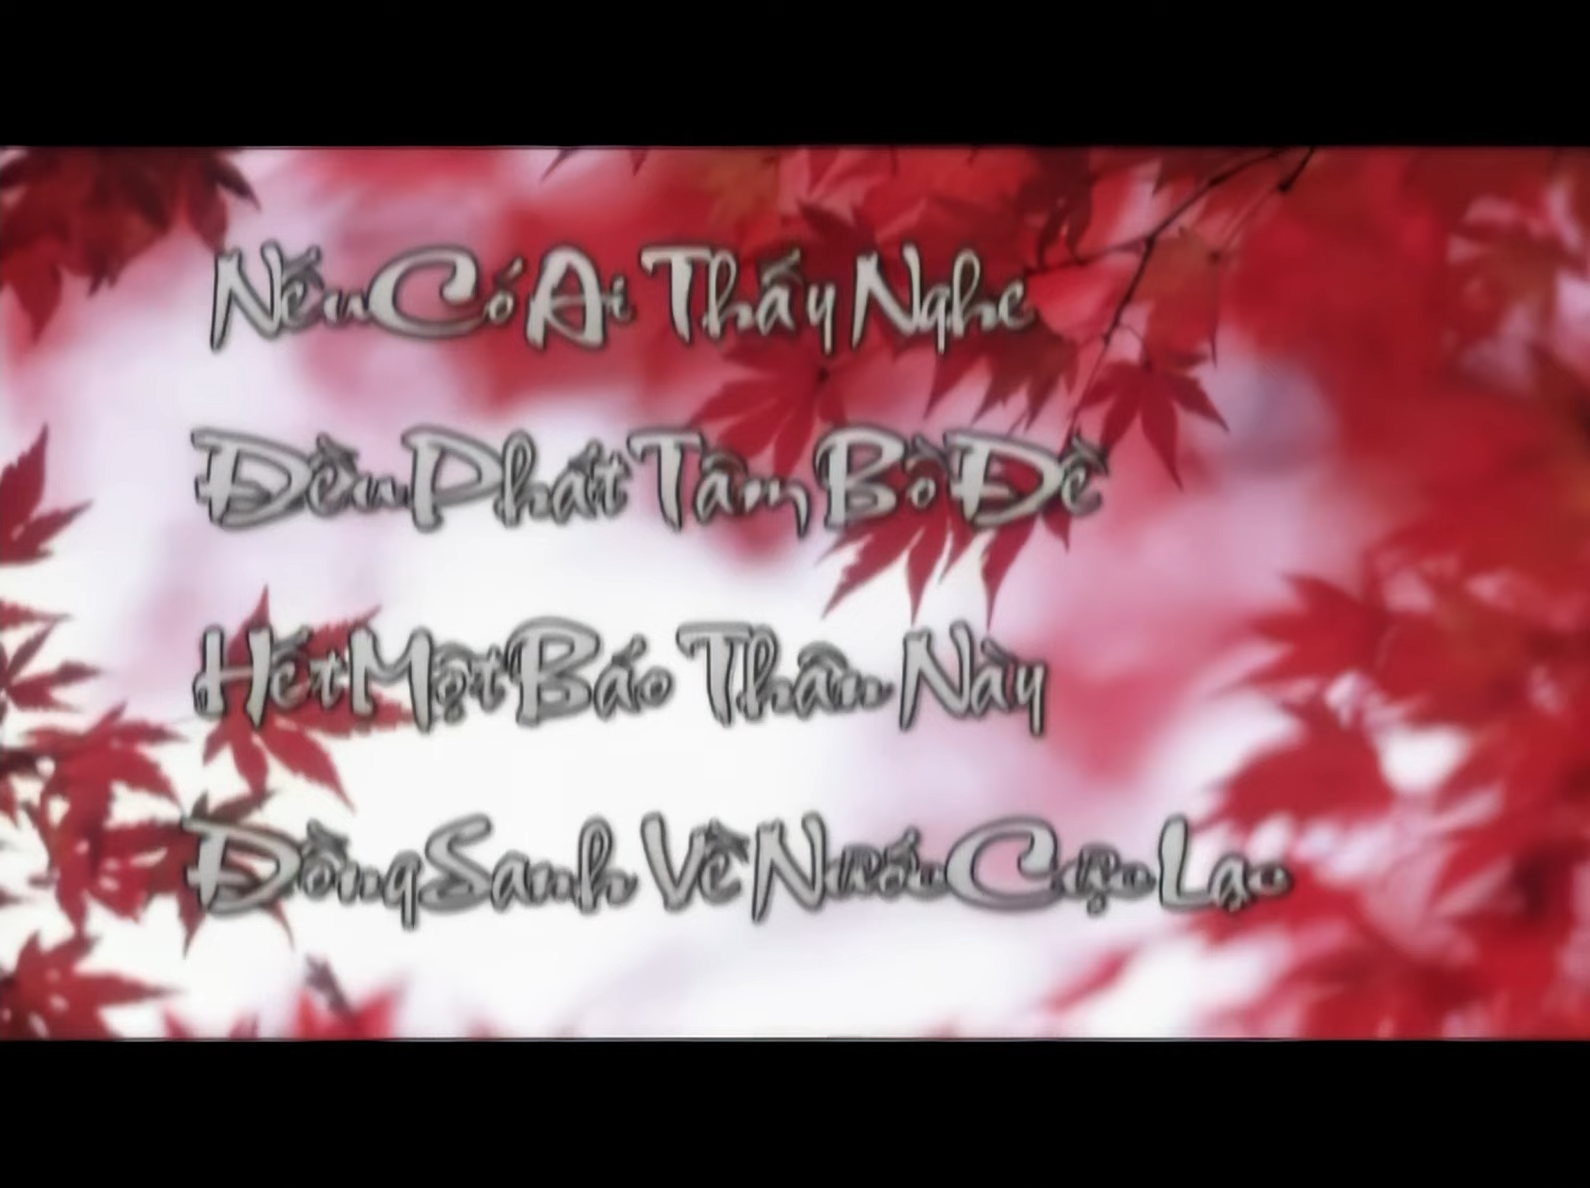 Nếu Có Ai Thấy Nghe
Đều Phát Tâm Bồ Đề
Hết Một Báo Thân Này
Đồng Sanh Về Nước Cực Lạc